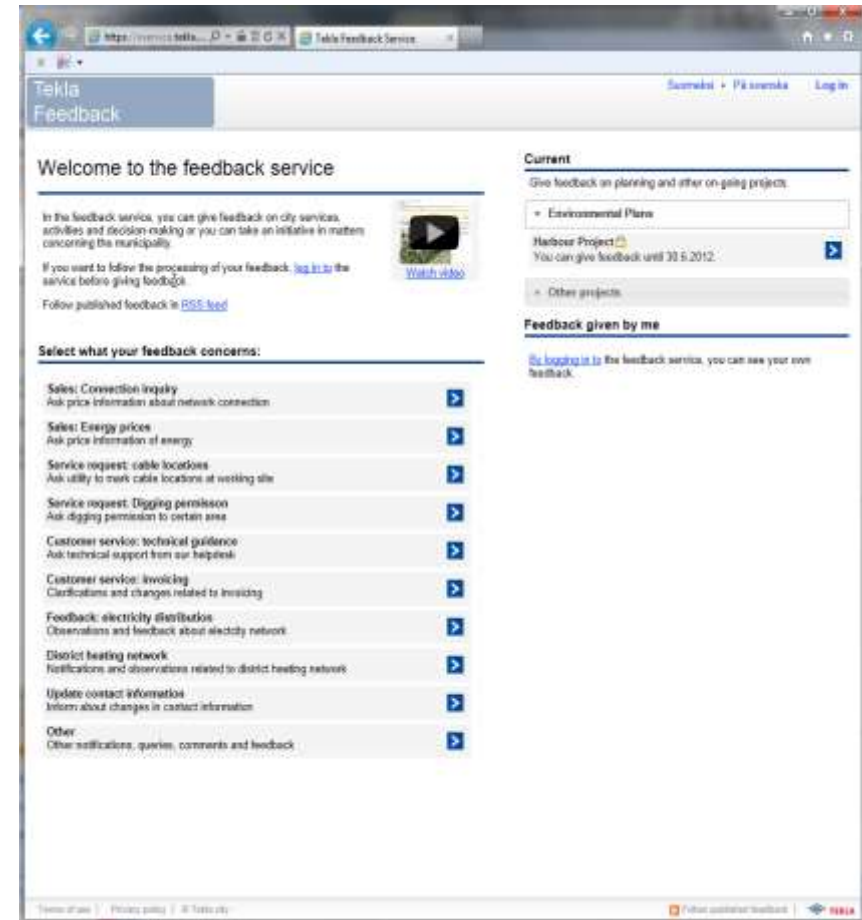 Tekla Feedback Service
Tekla
Feedback
Suomeksi • På svenska Log in
Welcome to the feedback service
In the feedback service, you can give feedback on city services,
activities and decision-making or you can take an initiative in matters
concerning the municipality.
If you want to follow the processing of your feedback, log in to the
service before giving feedback.
Follow published feedback in RSS feed
Watch video
Select what your feedback concerns:
Sales: Connection inquiry
Ask price information about network connection
Sales: Energy prices
Ask price information of energy
Service request: cable locations
Ask utility to mark cable locations at working site
Service request: Digging permisson
Ask digging permission to certain area
Customer service: technical guidance
Ask technical support from our helpdesk
Customer service: invoicing
Clarifications and changes related to invoicing
Feedback: electricity distribution
Observations and feedback about electcity network
District heating network
Notifications and observations related to district heating network
Update contact information
Inform about changes in contact information
Other
Other notifications, queries, comments and feedback
Current
Give feedback on planning and other on-going projects.
Environmental Plans
Harbour Project
You can give feedback until 30.6.2012.
Other projects
Feedback given by me
By logging in to the feedback service, you can see your own
feedback.
Terms of use | Privacy policy | © Tekla city
Follow published feedback | TEKLA